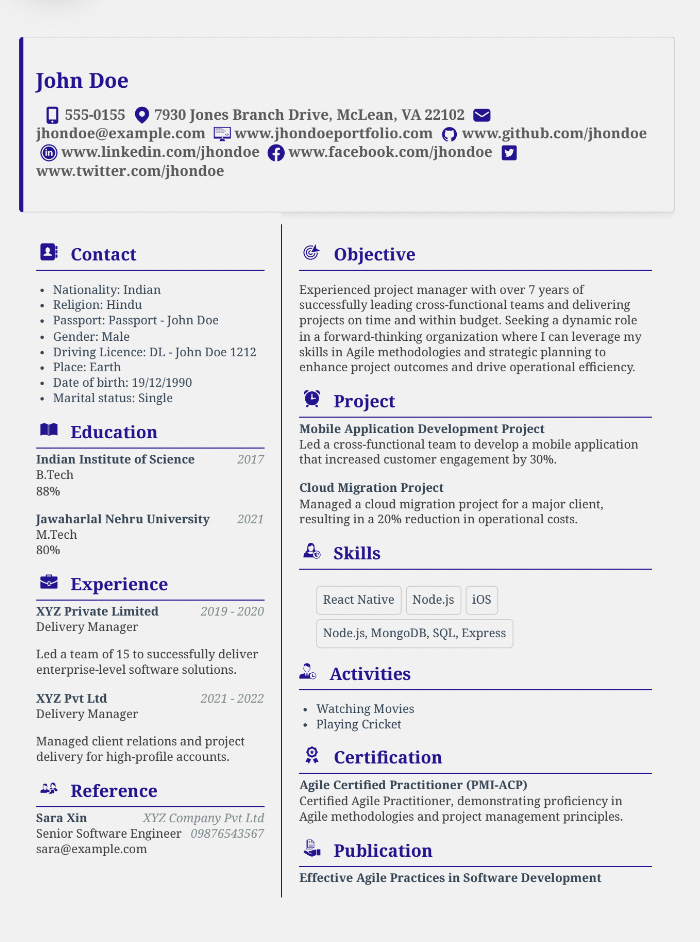 John Doe
555-0155 7930 Jones Branch Drive, McLean, VA 22102
jhondoe@example.com www.jhondoeportfolio.com www.github.com/jhondoe
www.linkedin.com/jhondoe www.facebook.com/jhondoe
www.twitter.com/jhondoe
Contact
• Nationality: Indian
• Religion: Hindu
• Passport: Passport - John Doe
• Gender: Male
• Driving Licence: DL - John Doe 1212
• Place: Earth
• Date of birth: 19/12/1990
• Marital status: Single
Education
Indian Institute of Science 2017
B.Tech
88%
Jawaharlal Nehru University 2021
M.Tech
80%
Experience
XYZ Private Limited 2019 - 2020
Delivery Manager
Led a team of 15 to successfully deliver
enterprise-level software solutions.
XYZ Pvt Ltd 2021 - 2022
Delivery Manager
Managed client relations and project
delivery for high-profile accounts.
Reference
Sara Xin XYZ Company Pvt Ltd
Senior Software Engineer 09876543567
sara@example.com
Objective
Experienced project manager with over 7 years of
successfully leading cross-functional teams and delivering
projects on time and within budget. Seeking a dynamic role
in a forward-thinking organization where I can leverage my
skills in Agile methodologies and strategic planning to
enhance project outcomes and drive operational efficiency.
Project
Mobile Application Development Project
Led a cross-functional team to develop a mobile application
that increased customer engagement by 30%.
Cloud Migration Project
Managed a cloud migration project for a major client,
resulting in a 20% reduction in operational costs.
Skills
React Native Node.js iOS
Node.js, MongoDB, SQL, Express
Activities
• Watching Movies
• Playing Cricket
Certification
Agile Certified Practitioner (PMI-ACP)
Certified Agile Practitioner, demonstrating proficiency in
Agile methodologies and project management principles.
Publication
Effective Agile Practices in Software Development